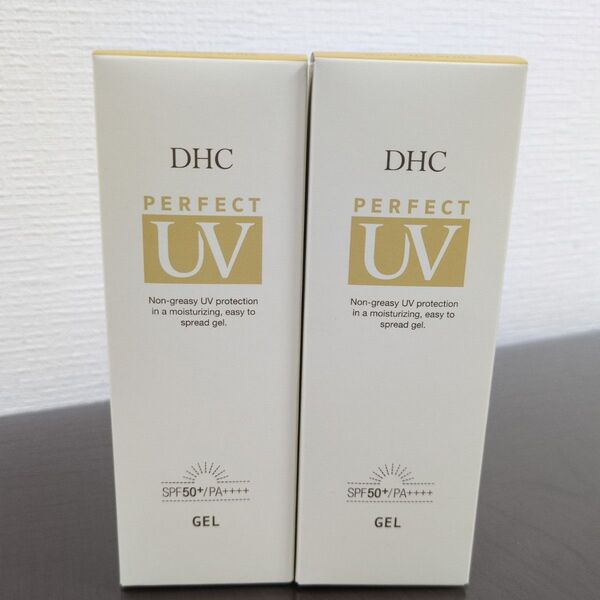 DHC
PERFECT
UV
Non-greasy UV protection
in a moisturizing, easy to
spread gel.
SPF50+/PA++++
GEL
DHC
PERFECT
UV
Non-greasy UV protection
in a moisturizing, easy to
spread gel.
SPF50+/PA++++
GEL